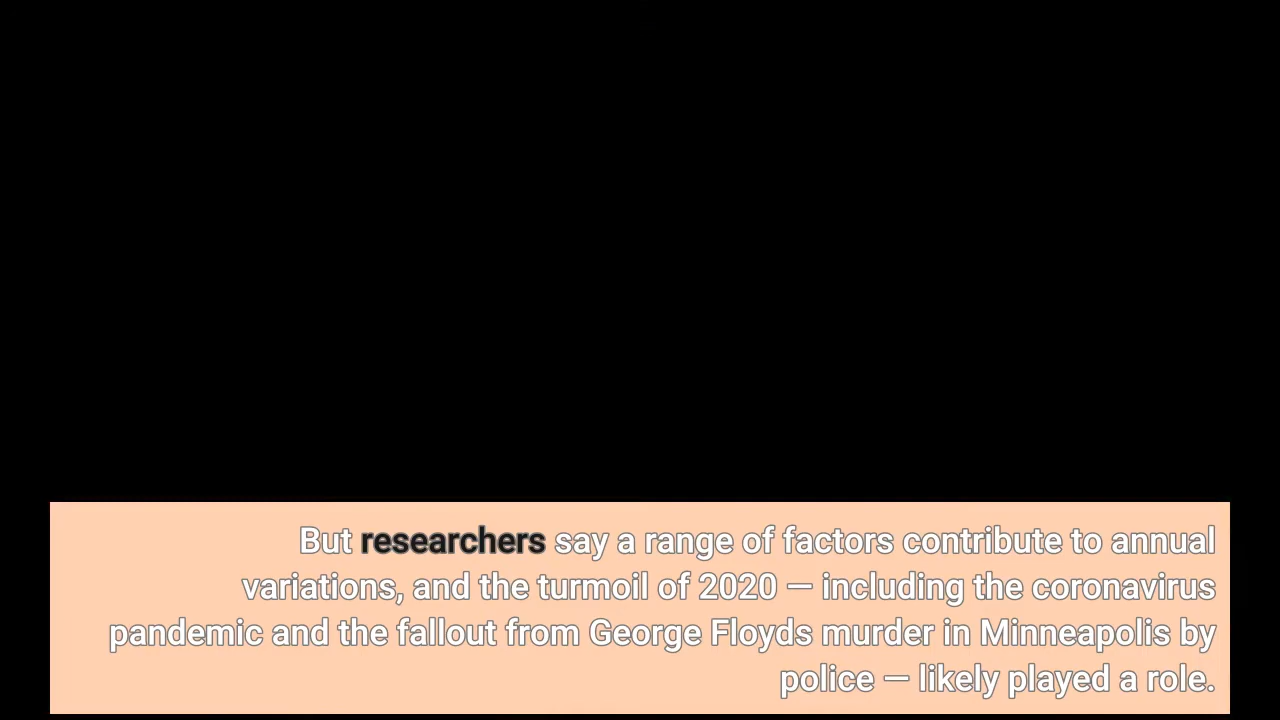 But researchers say a range of factors contribute to annual
variations, and the turmoil of 2020 — including the coronavirus
pandemic and the fallout from George Floyds murder in Minneapolis by
police — likely played a role.